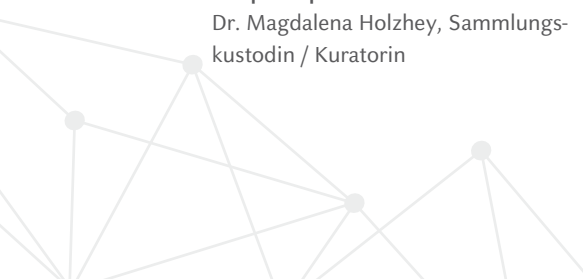 Dr. Magdalena Holzhey, Sammlungs-
kustodin / Kuratorin